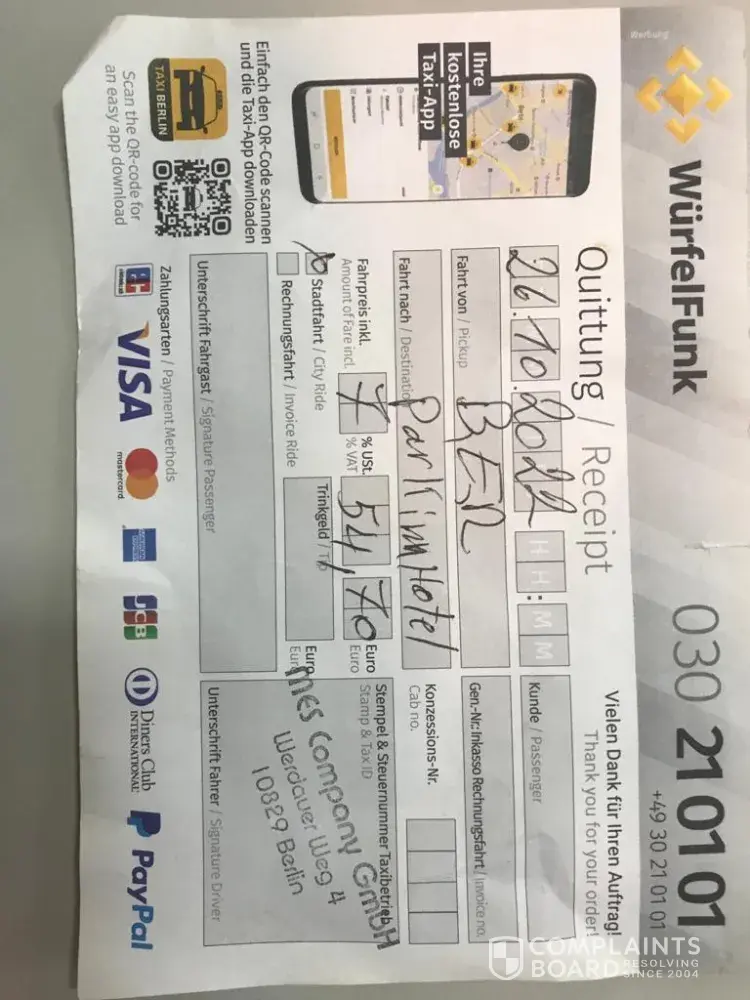 Werbung
WürfelFunk
030 21 01 01
+49 30 21 01 01
Ihre
kostenlose
Taxi-App
Quittung / Receipt
Vielen Dank für Ihren Auftrag!
Thank you for your order!
26.10.2022 HH:MM
Kunde / Passenger
Fahrt von / Pickup
BER
Gen.-Nr.: Inkasso Rechnungsfahrt / Invoice no.
Fahrt nach / Destination
Park Inn Hotel
Konzessions-Nr.
Cab no.
Fahrpreis inkl.
Amount of Fare incl.
7 % USt.
% VAT
54,70 Euro
Euro
X Stadtfahrt / City Ride
Rechnungsfahrt / Invoice Ride
Trinkgeld / Tip
Euro
Euro
Stempel & Steuernummer Taxibetrieb
Stamp & Tax ID
MES Company GmbH
Werdauer Weg 4
10829 Berlin
Unterschrift Fahrgast / Signature Passenger
Unterschrift Fahrer / Signature Driver
Einfach den QR-Code scannen
und die Taxi-App downloaden
TAXI BERLIN
Scan the QR-code for
an easy app download
Zahlungsarten / Payment Methods
VISA
mastercard.
AMERICAN EXPRESS
JCB
Diners Club
INTERNATIONAL
PayPal
COMPLAINTS
BOARD RESOLVING
SINCE 2004